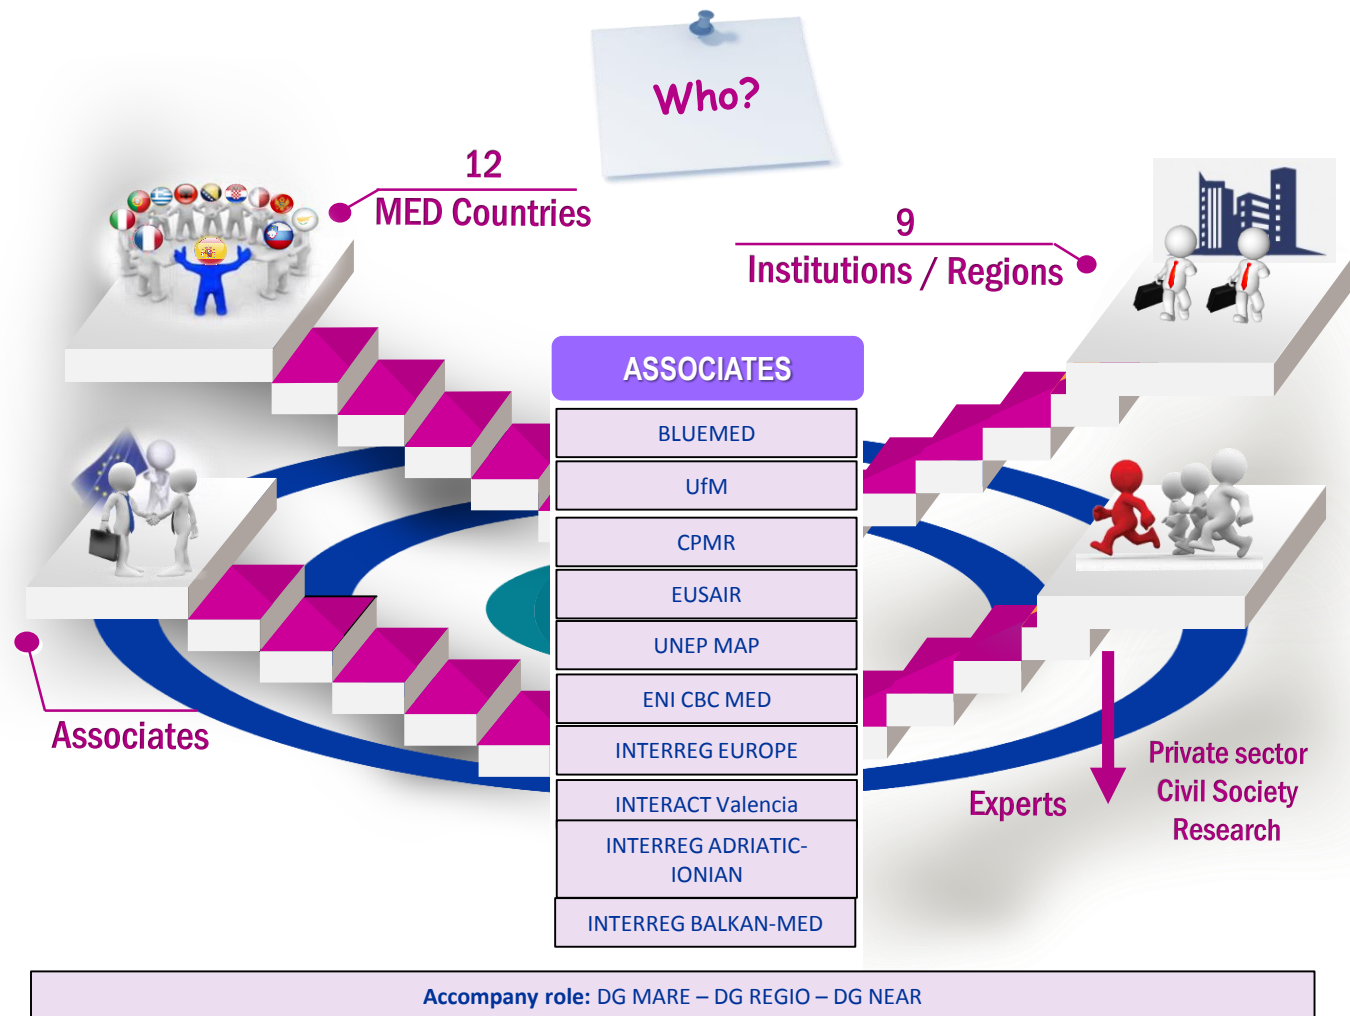 Who?
12
MED Countries
9
Institutions / Regions
ASSOCIATES
BLUEMED
UfM
CPMR
EUSAIR
UNEP MAP
ENI CBC MED
INTERREG EUROPE
INTERACT Valencia
INTERREG ADRIATIC-
IONIAN
INTERREG BALKAN-MED
Associates
Experts
Private sector
Civil Society
Research
Accompany role: DG MARE – DG REGIO – DG NEAR